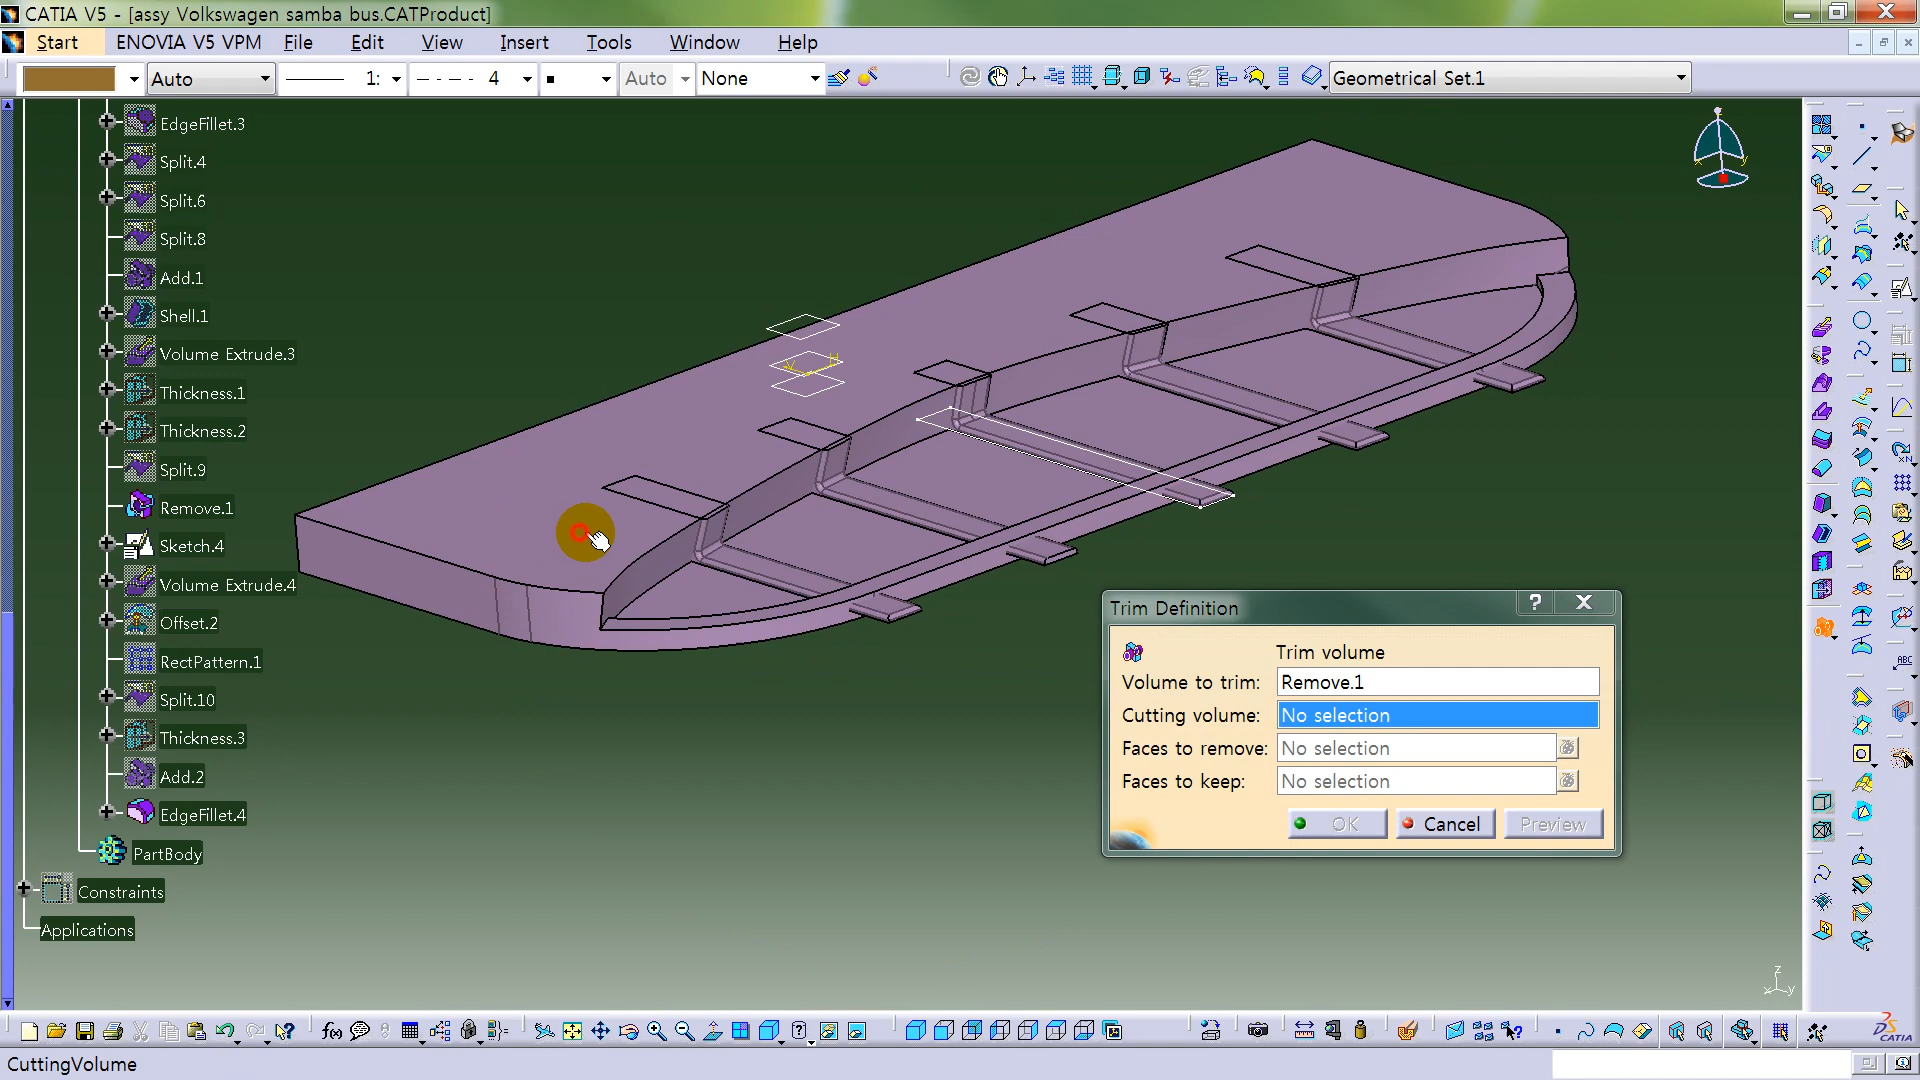 CATIA V5 - [assy Volkswagen samba bus.CATProduct]
Start ENOVIA V5 VPM File Edit View Insert Tools Window Help
Auto 1: 4 Auto None Geometrical Set.1
EdgeFillet.3
Split.4
Split.6
Split.8
Add.1
Shell.1
Volume Extrude.3
Thickness.1
Thickness.2
Split.9
Remove.1
Sketch.4
Volume Extrude.4
Offset.2
RectPattern.1
Split.10
Thickness.3
Add.2
EdgeFillet.4
PartBody
Constraints
Applications
V H
Trim Definition ?
Trim volume
Volume to trim: Remove.1
Cutting volume: No selection
Faces to remove: No selection
Faces to keep: No selection
OK Cancel Preview
z
x y
f(x)
CATIA
CuttingVolume